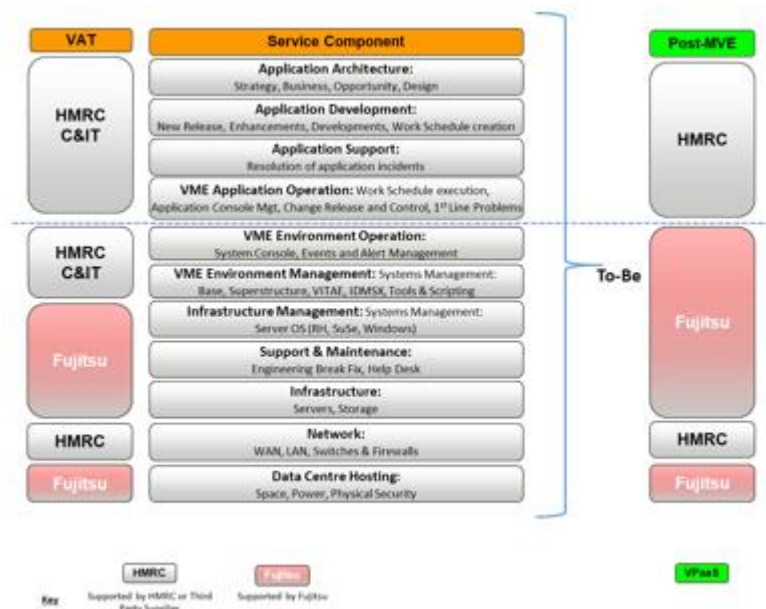 VAT
Service Component
Post-MVE
HMRC
C&IT
Application Architecture:
Strategy, Business, Opportunity, Design
Application Development:
New Release, Enhancements, Developments, Work Schedule creation
Application Support:
Resolution of application incidents
VME Application Operation: Work Schedule execution,
Application Console Mgt, Change Release and Control, 1st Line Problems
HMRC
HMRC
C&IT
VME Environment Operation:
System Console, Events and Alert Management
VME Environment Management: Systems Management:
Base, Superstructure, VITAE, IDMSX, Tools & Scripting
To-Be
Fujitsu
Infrastructure Management: Systems Management:
Server OS (RH, SuSe, Windows)
Support & Maintenance:
Engineering Break Fix, Help Desk
Infrastructure:
Servers, Storage
Fujitsu
HMRC
Network:
WAN, LAN, Switches & Firewalls
HMRC
Fujitsu
Data Centre Hosting:
Space, Power, Physical Security
Fujitsu
HMRC
Fujitsu
VPaaS
Key
Supported by HMRC or Third
Party Supplier
Supported by Fujitsu